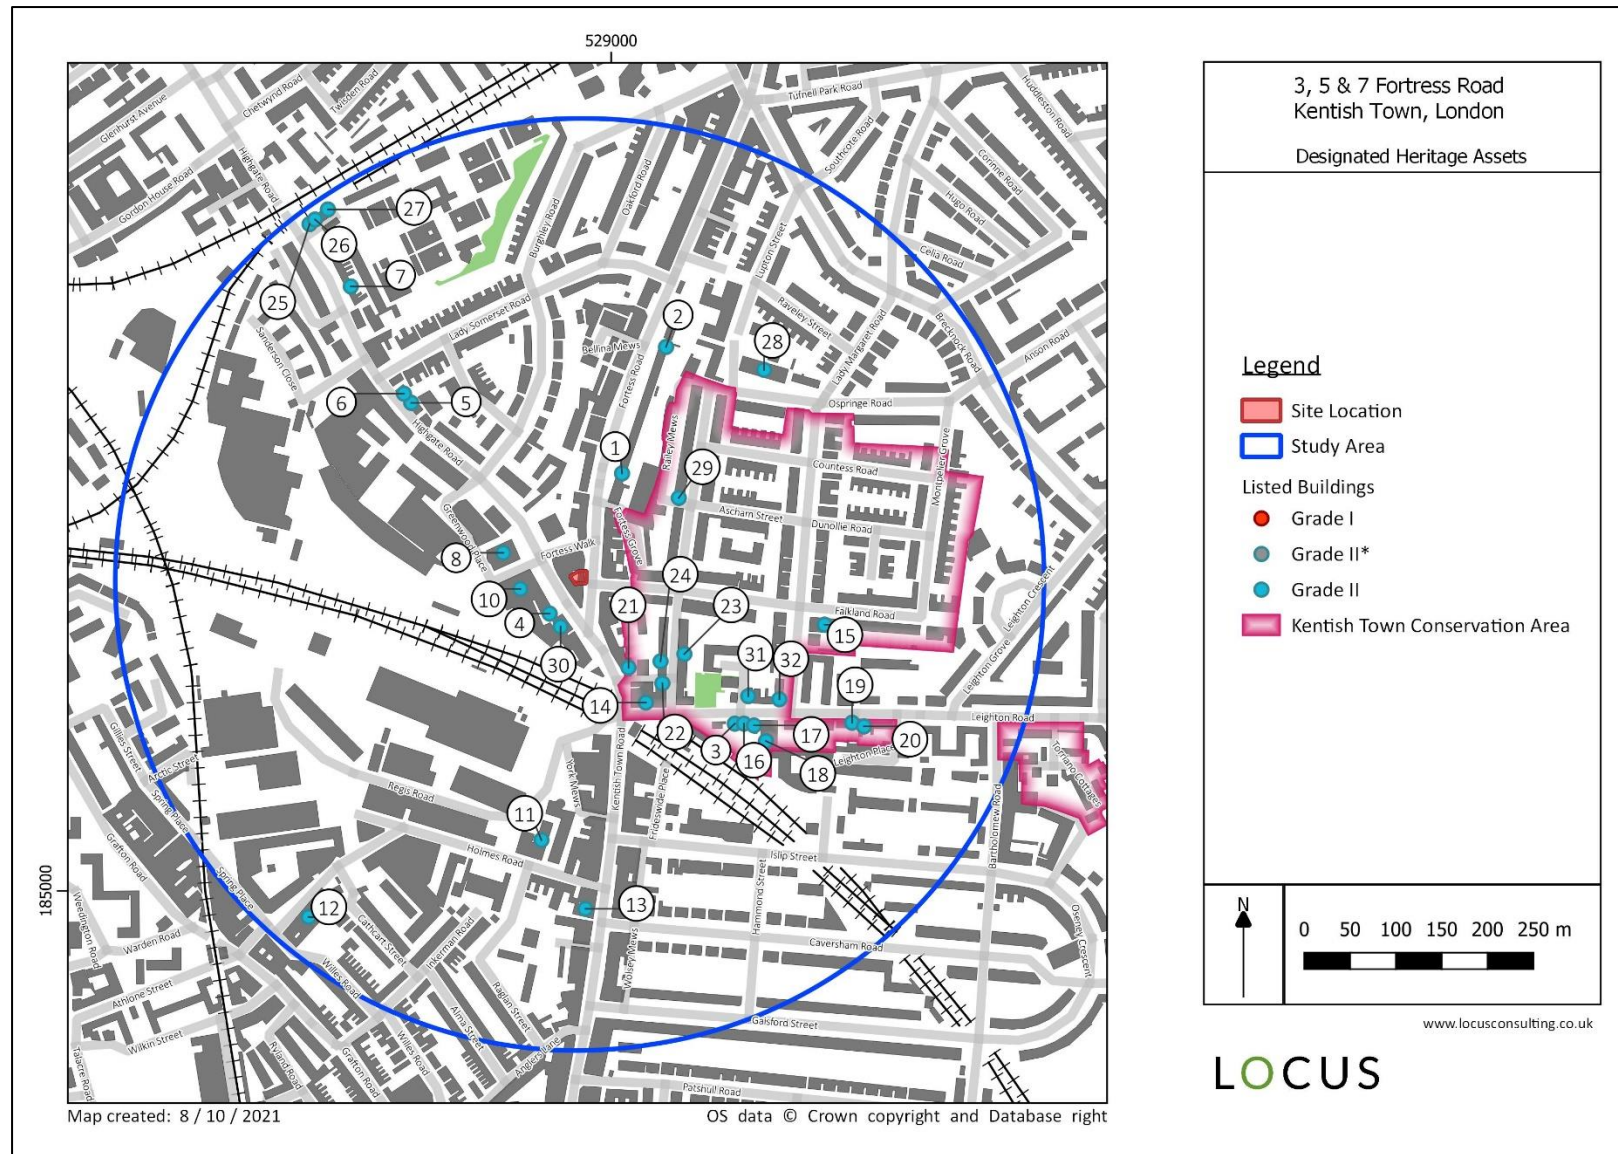 529000
185000
Glenhurst Avenue
Chetwynd Road
Twisden Road
Gordon House Road
Highgate Road
Tufnell Park Road
Huddleston Road
Southcote Road
Corinne Road
Hugo Road
Celia Road
Oakford Road
Burghley Road
Lupton Street
Raveley Street
Lady Margaret Road
Brecknock Road
Anson Road
Lady Somerset Road
Sanderson Close
Bellina Mews
Fortess Road
Railey Mews
Ospringe Road
Countess Road
Montpelier Grove
Highgate Road
Greenwood Place
Fortess Walk
Fortess Grove
Ascham Street
Dunollie Road
Falkland Road
Leighton Crescent
Leighton Grove
Leighton Road
Leighton Place
Torriano Cottages
Gillies Street
Arctic Street
Spring Place
Grafton Road
Spring Place
Regis Road
York Mews
Kentish Town Road
Frideswide Place
Holmes Road
Islip Street
Hammond Street
Bartholomew Road
Caversham Road
Oseney Crescent
Weedington Road
Warden Road
Cathcart Street
Inkerman Road
Willes Road
Athlone Street
Wilkin Street
Talacre Road
Ryland Road
Grafton Road
Willes Road
Alma Street
Raglan Street
Anglers Lane
Wolsey Mews
Gaisford Street
Patshull Road
27
26
7
25
2
28
6
5
1
29
8
24
10
21
23
4
15
31
32
30
19
14
22
3
17
20
16
18
11
12
13
Map created: 8 / 10 / 2021
OS data © Crown copyright and Database right
3, 5 & 7 Fortress Road
Kentish Town, London
Designated Heritage Assets
Legend
Site Location
Study Area
Listed Buildings
Grade I
Grade II*
Grade II
Kentish Town Conservation Area
N
0 50 100 150 200 250 m
www.locusconsulting.co.uk
LOCUS